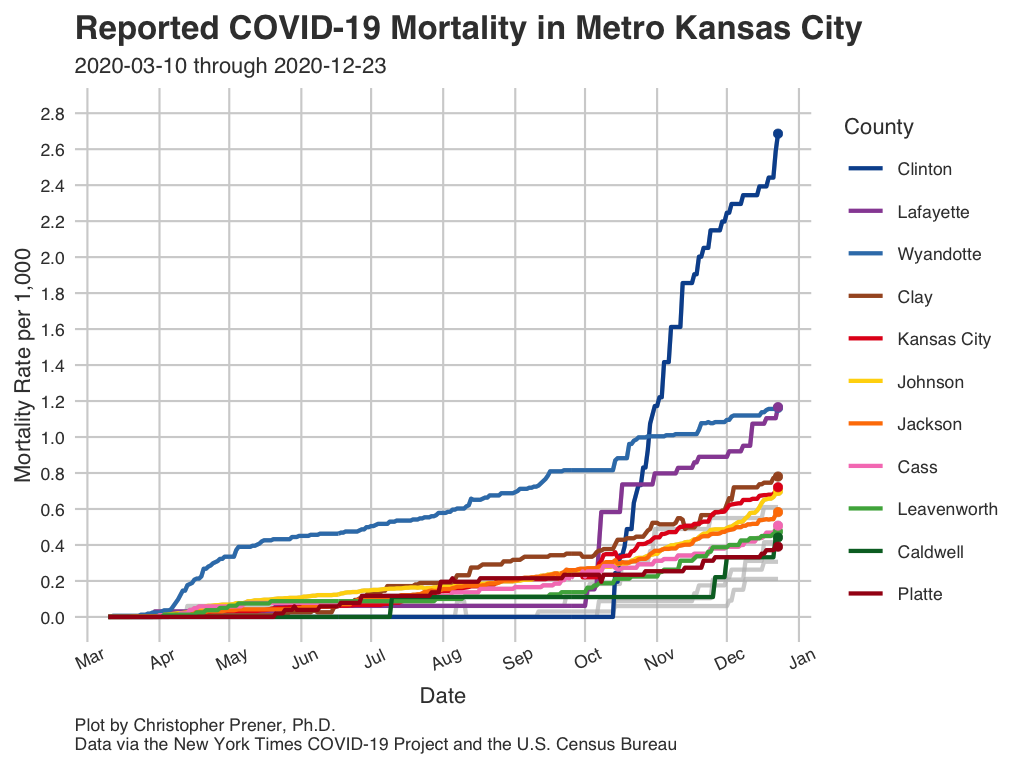 Reported COVID-19 Mortality in Metro Kansas City
2020-03-10 through 2020-12-23
Mortality Rate per 1,000
2.8
2.6
2.4
2.2
2.0
1.8
1.6
1.4
1.2
1.0
0.8
0.6
0.4
0.2
0.0
Mar Apr May Jun Jul Aug Sep Oct Nov Dec Jan
Date
County
Clinton
Lafayette
Wyandotte
Clay
Kansas City
Johnson
Jackson
Cass
Leavenworth
Caldwell
Platte
Plot by Christopher Prener, Ph.D.
Data via the New York Times COVID-19 Project and the U.S. Census Bureau